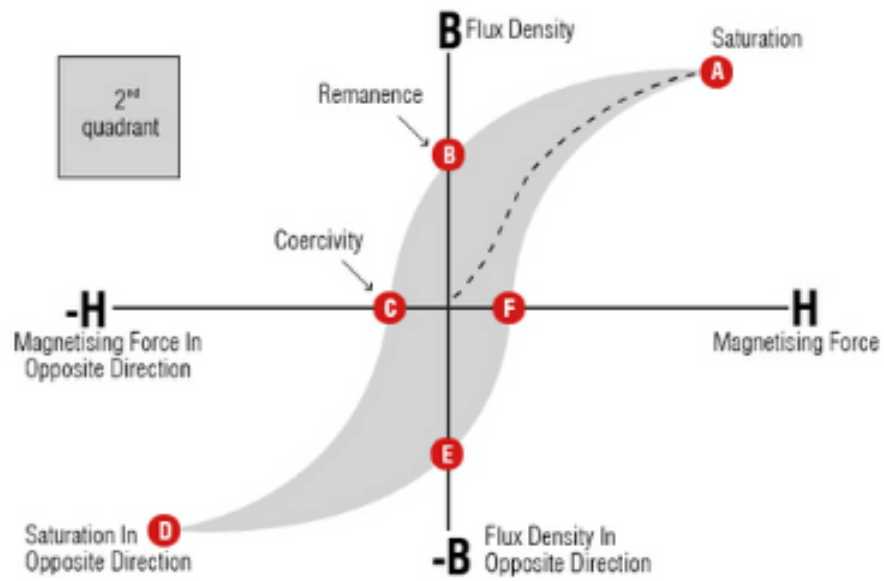 B Flux Density
Saturation
A
2nd
quadrant
Remanence
B
Coercivity
-H
C
F
H
Magnetising Force In
Opposite Direction
Magnetising Force
E
Saturation In
Opposite Direction
D
-B
Flux Density In
Opposite Direction